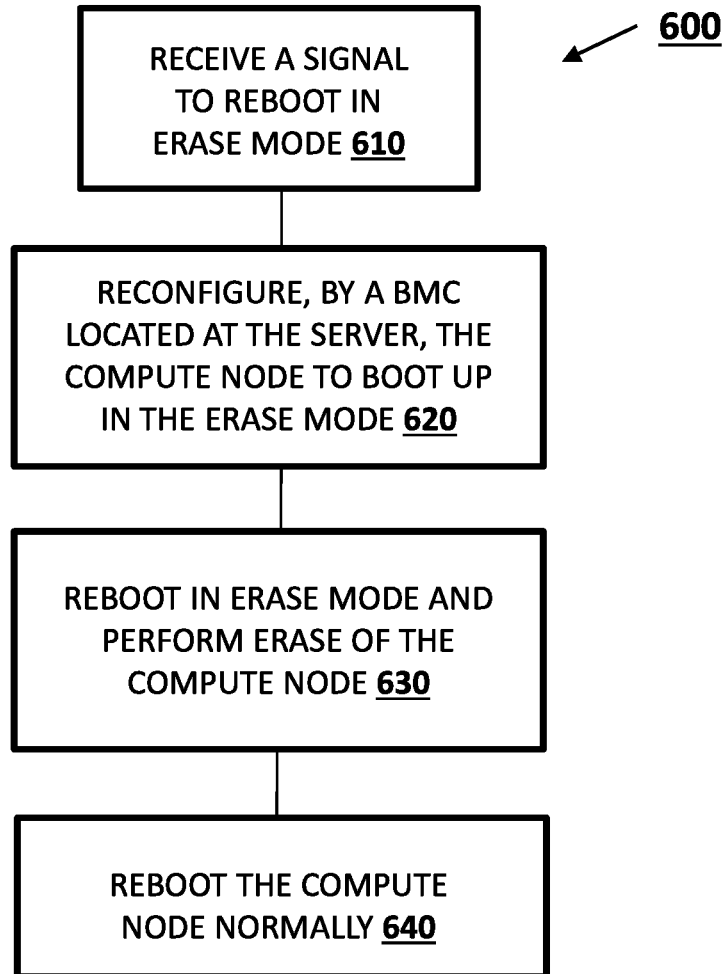 600
RECEIVE A SIGNAL
TO REBOOT IN
ERASE MODE 610
RECONFIGURE, BY A BMC
LOCATED AT THE SERVER, THE
COMPUTE NODE TO BOOT UP
IN THE ERASE MODE 620
REBOOT IN ERASE MODE AND
PERFORM ERASE OF THE
COMPUTE NODE 630
REBOOT THE COMPUTE
NODE NORMALLY 640